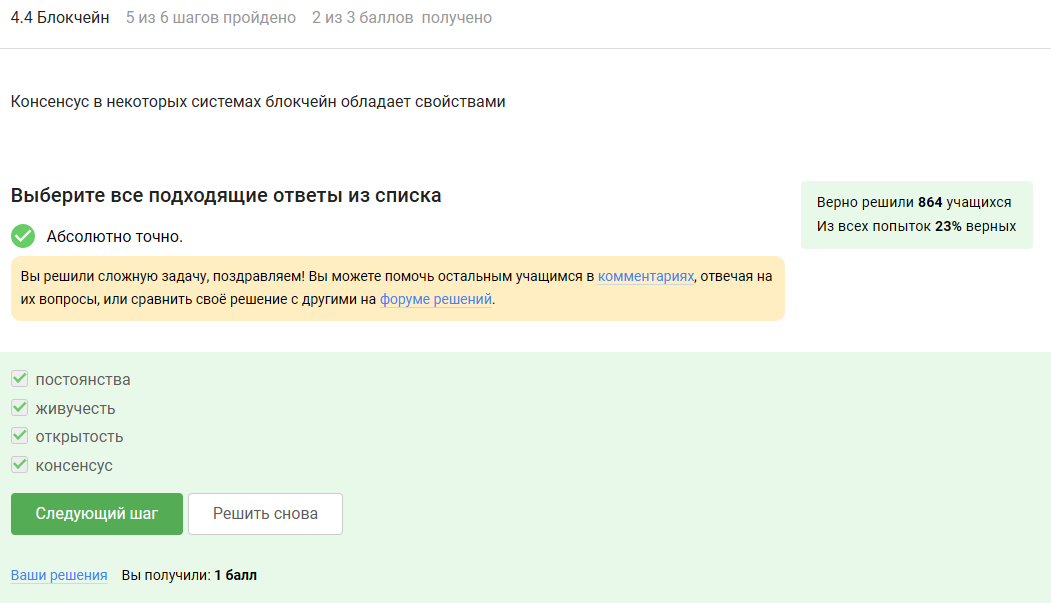 4.4 Блокчейн 5 из 6 шагов пройдено 2 из 3 баллов получено
Консенсус в некоторых системах блокчейн обладает свойствами
Выберите все подходящие ответы из списка
Верно решили 864 учащихся
Из всех попыток 23% верных
Абсолютно точно.
Вы решили сложную задачу, поздравляем! Вы можете помочь остальным учащимся в комментариях, отвечая на
их вопросы, или сравнить своё решение с другими на форуме решений.
постоянства
живучесть
открытость
консенсус
Следующий шаг Решить снова
Ваши решения Вы получили: 1 балл